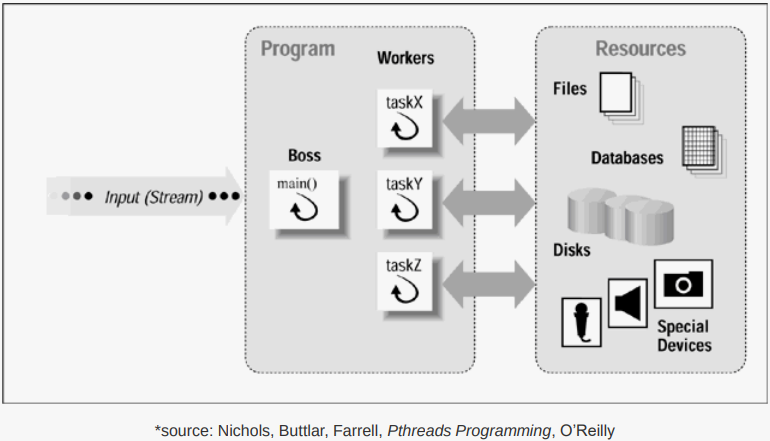 Program
Workers
taskX
Boss
main()
taskY
taskZ
Input (Stream)
Resources
Files
Databases
Disks
Special
Devices
*source: Nichols, Buttlar, Farrell, Pthreads Programming, O'Reilly